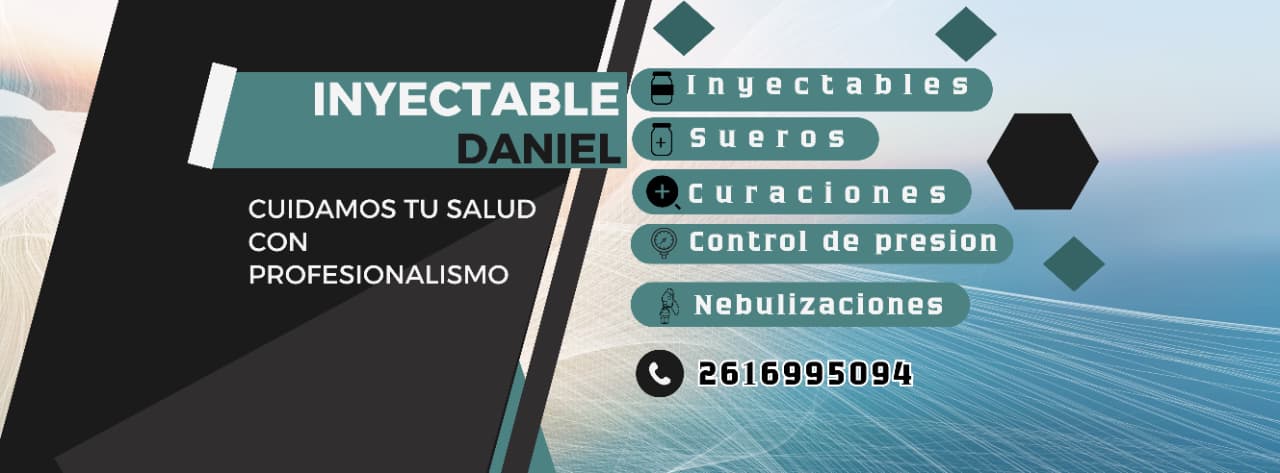 INYECTABLE
DANIEL
CUIDAMOS TU SALUD
CON
PROFESIONALISMO
Inyectables
Sueros
Curaciones
Control de presion
Nebulizaciones
2616995094